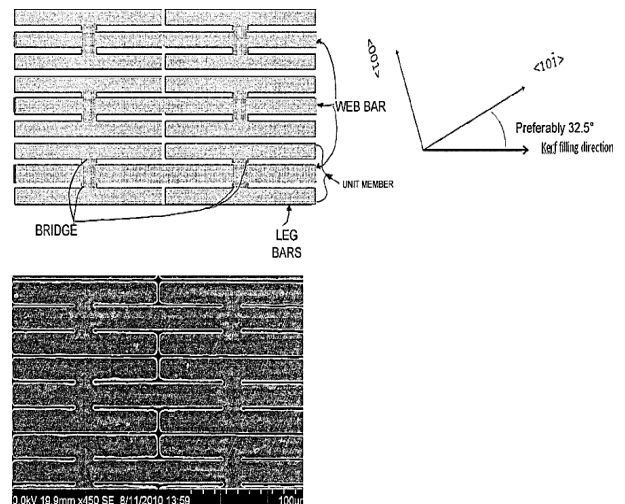 <001>
<101̄>
WEB BAR
Preferably 32.5°
Kerf filling direction
UNIT MEMBER
BRIDGE
LEG
BARS
0.0kV 19.9mm x450 SE 8/11/2010 13:59 100um